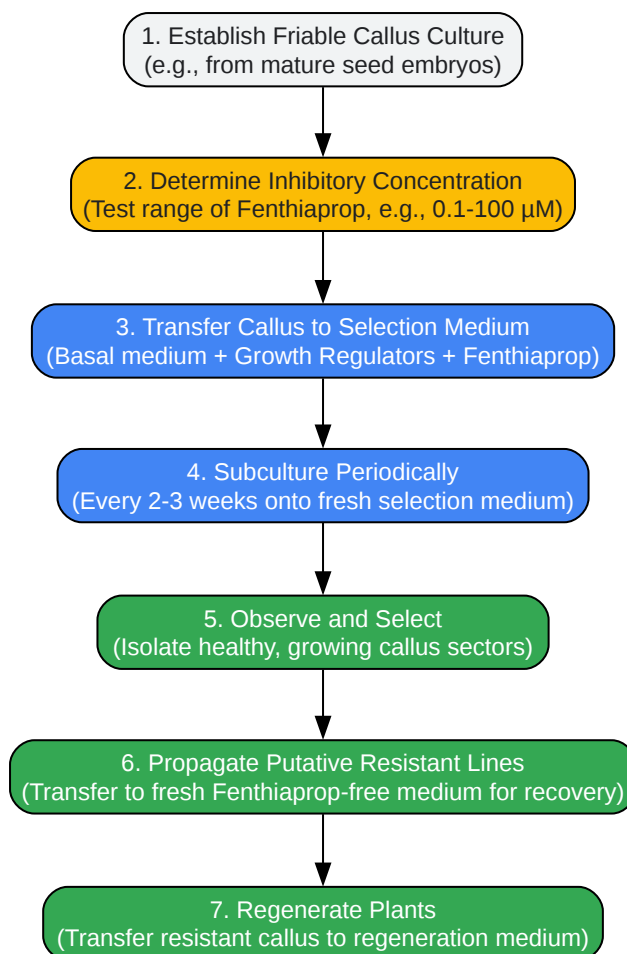 1. Establish Friable Callus Culture
(e.g., from mature seed embryos)
2. Determine Inhibitory Concentration
(Test range of Fenthiaprop, e.g., 0.1-100 µM)
3. Transfer Callus to Selection Medium
(Basal medium + Growth Regulators + Fenthiaprop)
4. Subculture Periodically
(Every 2-3 weeks onto fresh selection medium)
5. Observe and Select
(Isolate healthy, growing callus sectors)
6. Propagate Putative Resistant Lines
(Transfer to fresh Fenthiaprop-free medium for recovery)
7. Regenerate Plants
(Transfer resistant callus to regeneration medium)